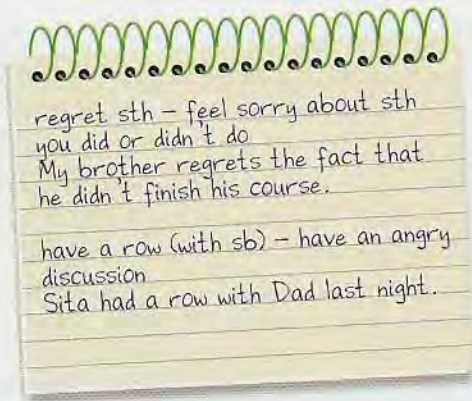 regret sth – feel sorry about sth
you did or didn't do
My brother regrets the fact that
he didn't finish his course.
have a row (with sb) – have an angry
discussion
Sita had a row with Dad last night.